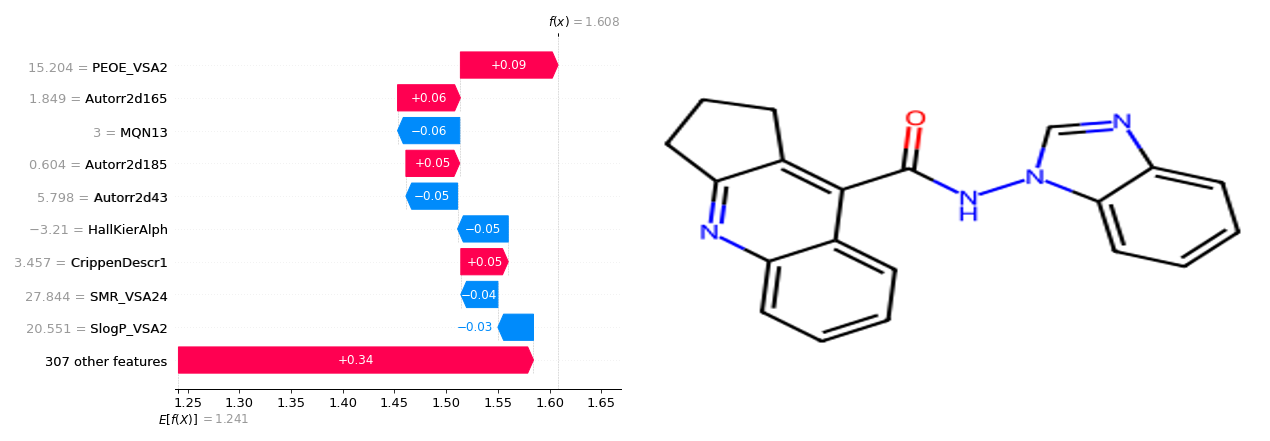 f(x) = 1.608
15.204 = PEOE_VSA2
+0.09
1.849 = Autorr2d165
+0.06
3 = MQN13
−0.06
0.604 = Autorr2d185
+0.05
5.798 = Autorr2d43
−0.05
−3.21 = HallKierAlph
−0.05
3.457 = CrippenDescr1
+0.05
27.844 = SMR_VSA24
−0.04
20.551 = SlogP_VSA2
−0.03
307 other features
+0.34
1.25 1.30 1.35 1.40 1.45 1.50 1.55 1.60 1.65
E[f(X)] = 1.241
O
N
N
N
H
N